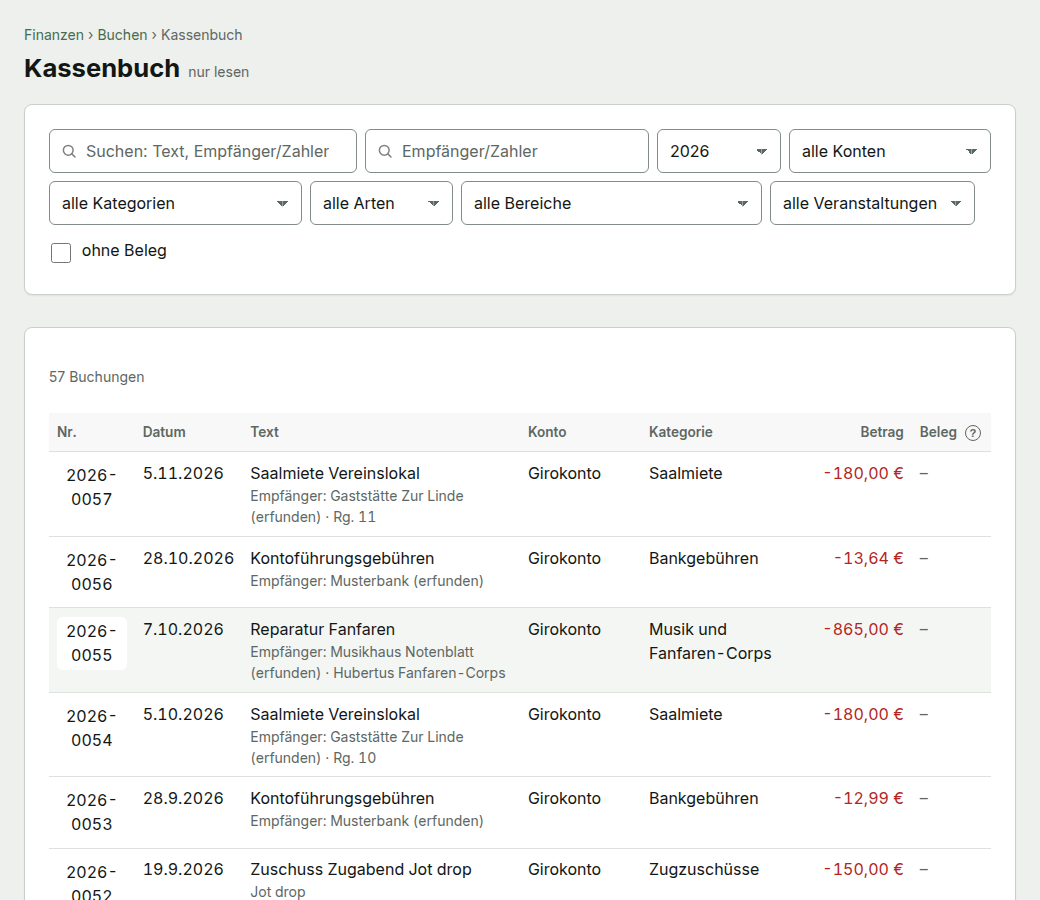 Finanzen › Buchen › Kassenbuch
Kassenbuch nur lesen
Suchen: Text, Empfänger/Zahler Empfänger/Zahler 2026 alle Konten
alle Kategorien alle Arten alle Bereiche alle Veranstaltungen
ohne Beleg
57 Buchungen
Nr. Datum Text Konto Kategorie Betrag Beleg ?
2026-0057 5.11.2026 Saalmiete Vereinslokal Girokonto Saalmiete -180,00 € –
Empfänger: Gaststätte Zur Linde
(erfunden) · Rg. 11
2026-0056 28.10.2026 Kontoführungsgebühren Girokonto Bankgebühren -13,64 € –
Empfänger: Musterbank (erfunden)
2026-0055 7.10.2026 Reparatur Fanfaren Girokonto Musik und Fanfaren-Corps -865,00 € –
Empfänger: Musikhaus Notenblatt
(erfunden) · Hubertus Fanfaren-Corps
2026-0054 5.10.2026 Saalmiete Vereinslokal Girokonto Saalmiete -180,00 € –
Empfänger: Gaststätte Zur Linde
(erfunden) · Rg. 10
2026-0053 28.9.2026 Kontoführungsgebühren Girokonto Bankgebühren -12,99 € –
Empfänger: Musterbank (erfunden)
2026-0052 19.9.2026 Zuschuss Zugabend Jot drop Girokonto Zugzuschüsse -150,00 € –
Jot drop